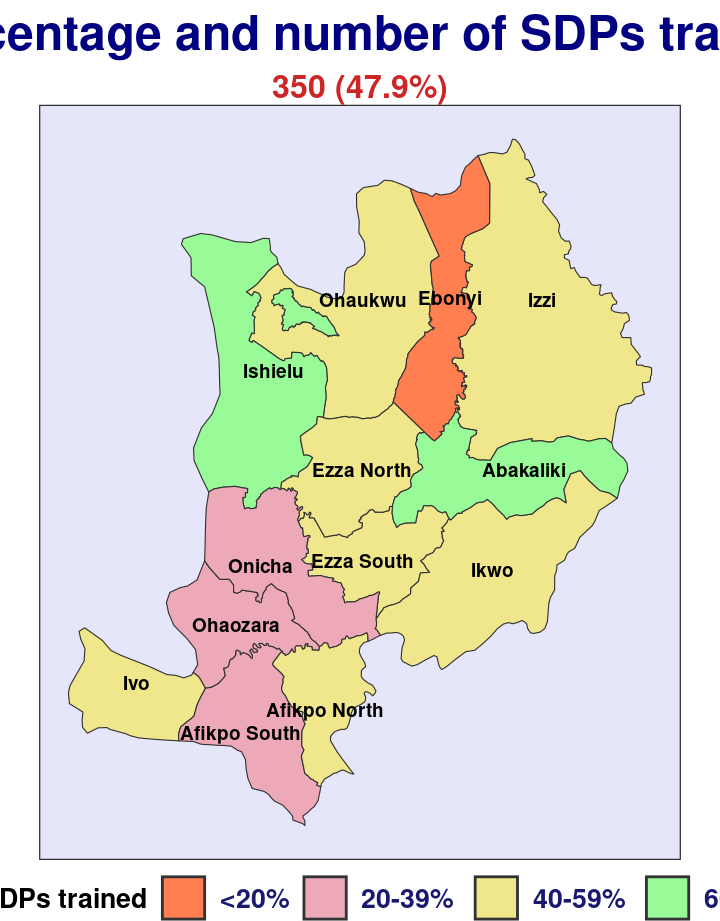 centage and number of SDPs tra
350 (47.9%)
Ohaukwu Ebonyi Izzi
Ishielu
Ezza North Abakaliki
Onicha Ezza South Ikwo
Ohaozara
Ivo
Afikpo North
Afikpo South
DPs trained <20% 20-39% 40-59% 6